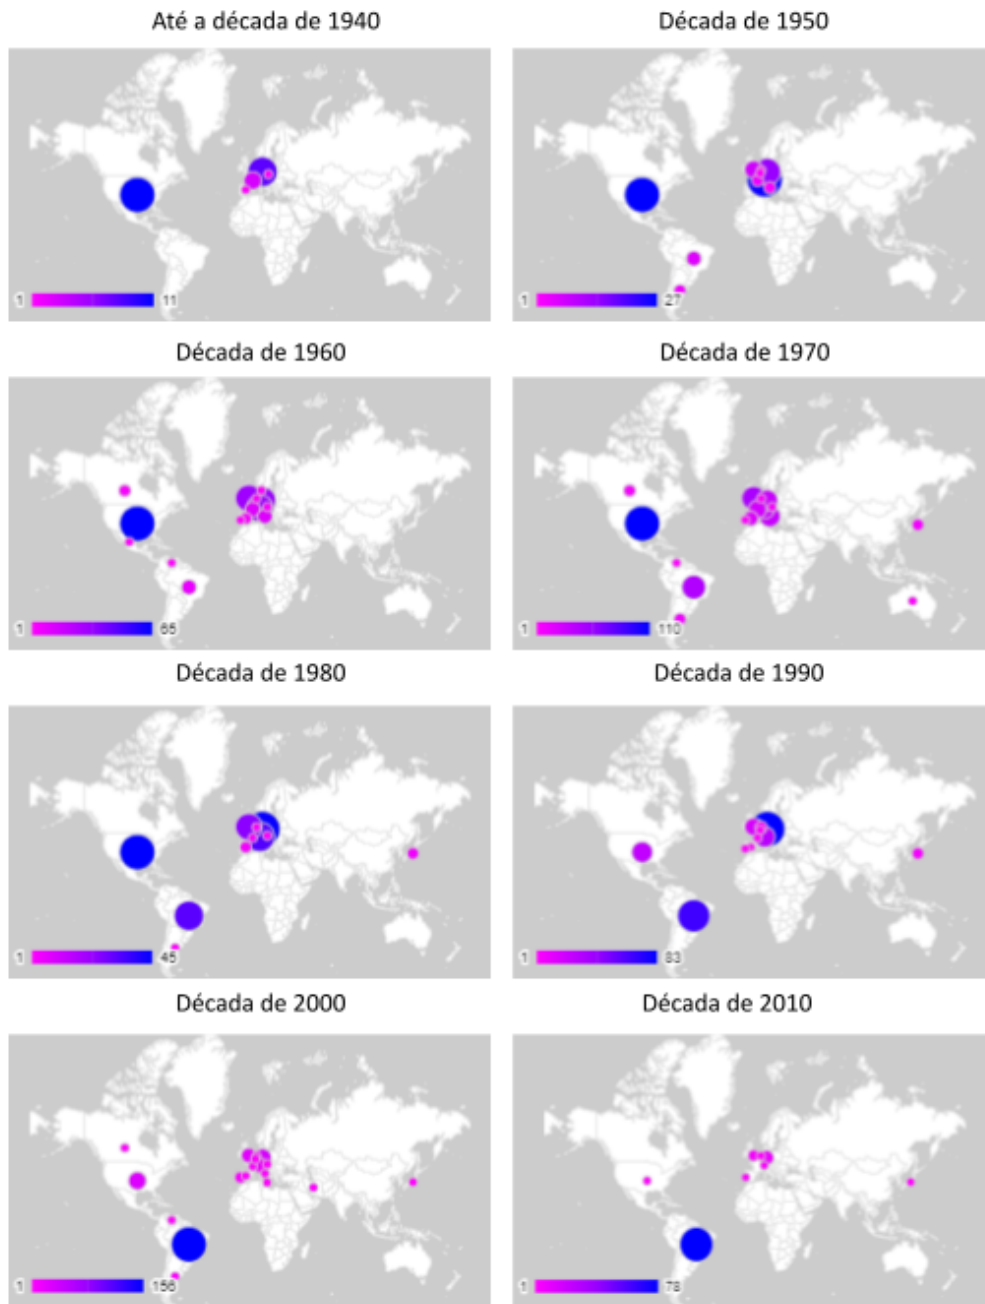 Até a década de 1940
Década de 1950
1 11
1 27
Década de 1960
Década de 1970
1 65
1 110
Década de 1980
Década de 1990
1 45
1 83
Década de 2000
Década de 2010
1 156
1 78